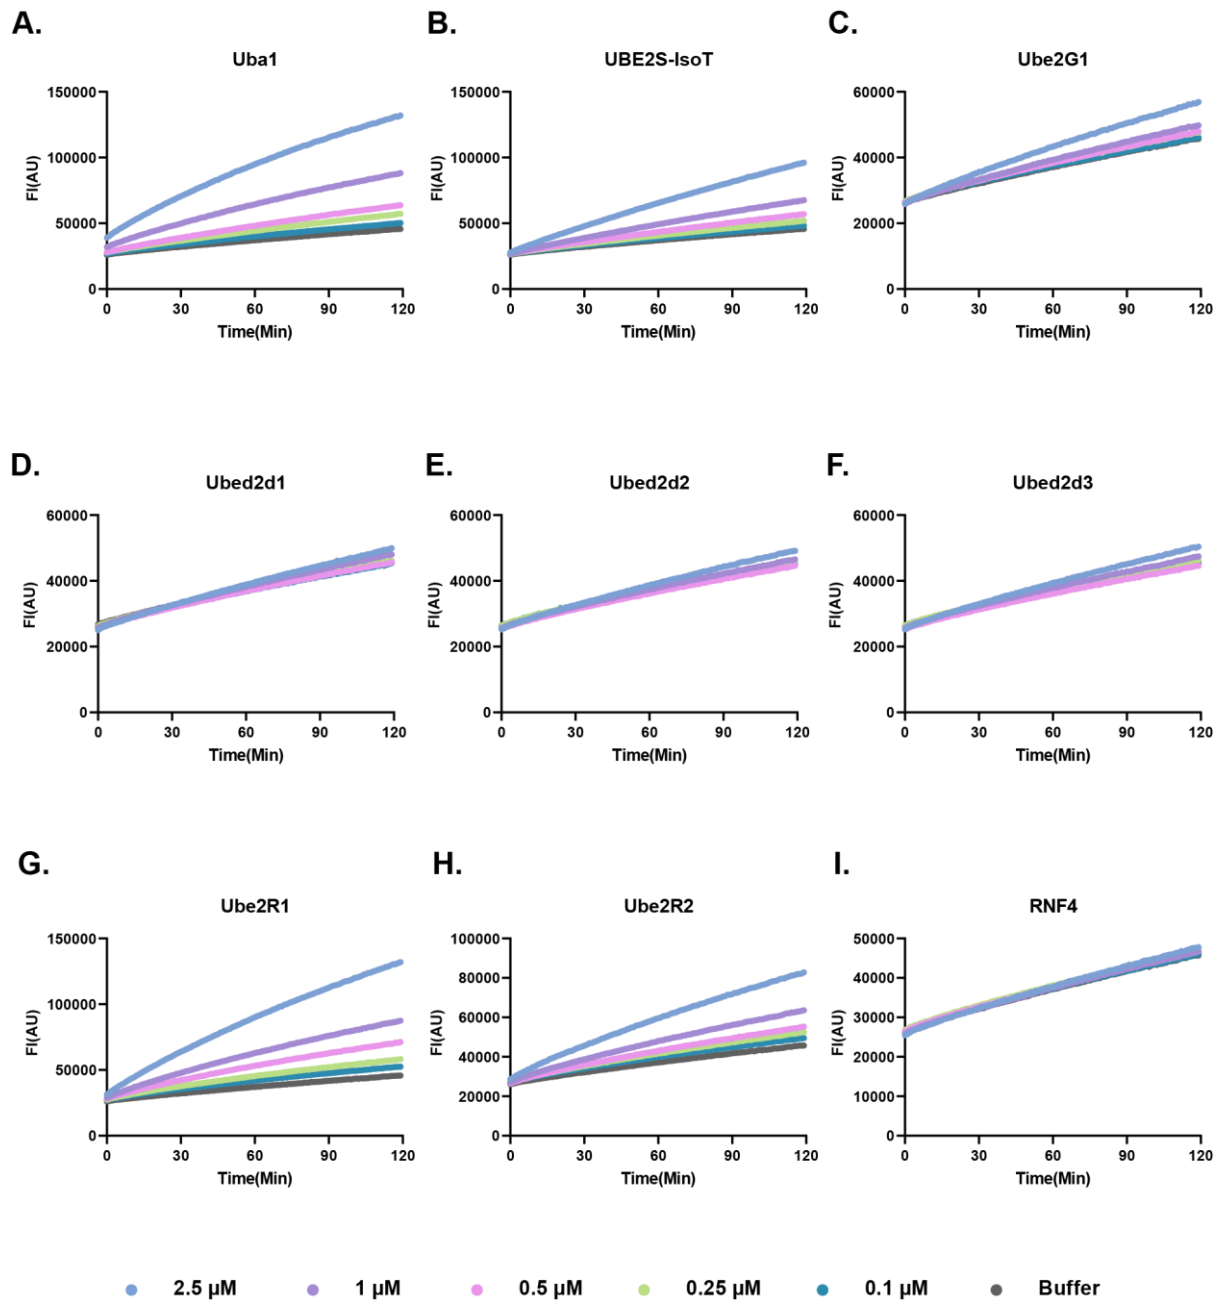 A.
Uba1
150000
100000
50000
0
FI(AU)
0 30 60 90 120
Time(Min)
B.
UBE2S-IsoT
150000
100000
50000
0
FI(AU)
0 30 60 90 120
Time(Min)
C.
Ube2G1
60000
40000
20000
0
FI(AU)
0 30 60 90 120
Time(Min)
D.
Ubed2d1
60000
40000
20000
0
FI(AU)
0 30 60 90 120
Time(Min)
E.
Ubed2d2
60000
40000
20000
0
FI(AU)
0 30 60 90 120
Time(Min)
F.
Ubed2d3
60000
40000
20000
0
FI(AU)
0 30 60 90 120
Time(Min)
G.
Ube2R1
150000
100000
50000
0
FI(AU)
0 30 60 90 120
Time(Min)
H.
Ube2R2
100000
80000
60000
40000
20000
0
FI(AU)
0 30 60 90 120
Time(Min)
I.
RNF4
50000
40000
30000
20000
10000
0
FI(AU)
0 30 60 90 120
Time(Min)
2.5 µM 1 µM 0.5 µM 0.25 µM 0.1 µM Buffer